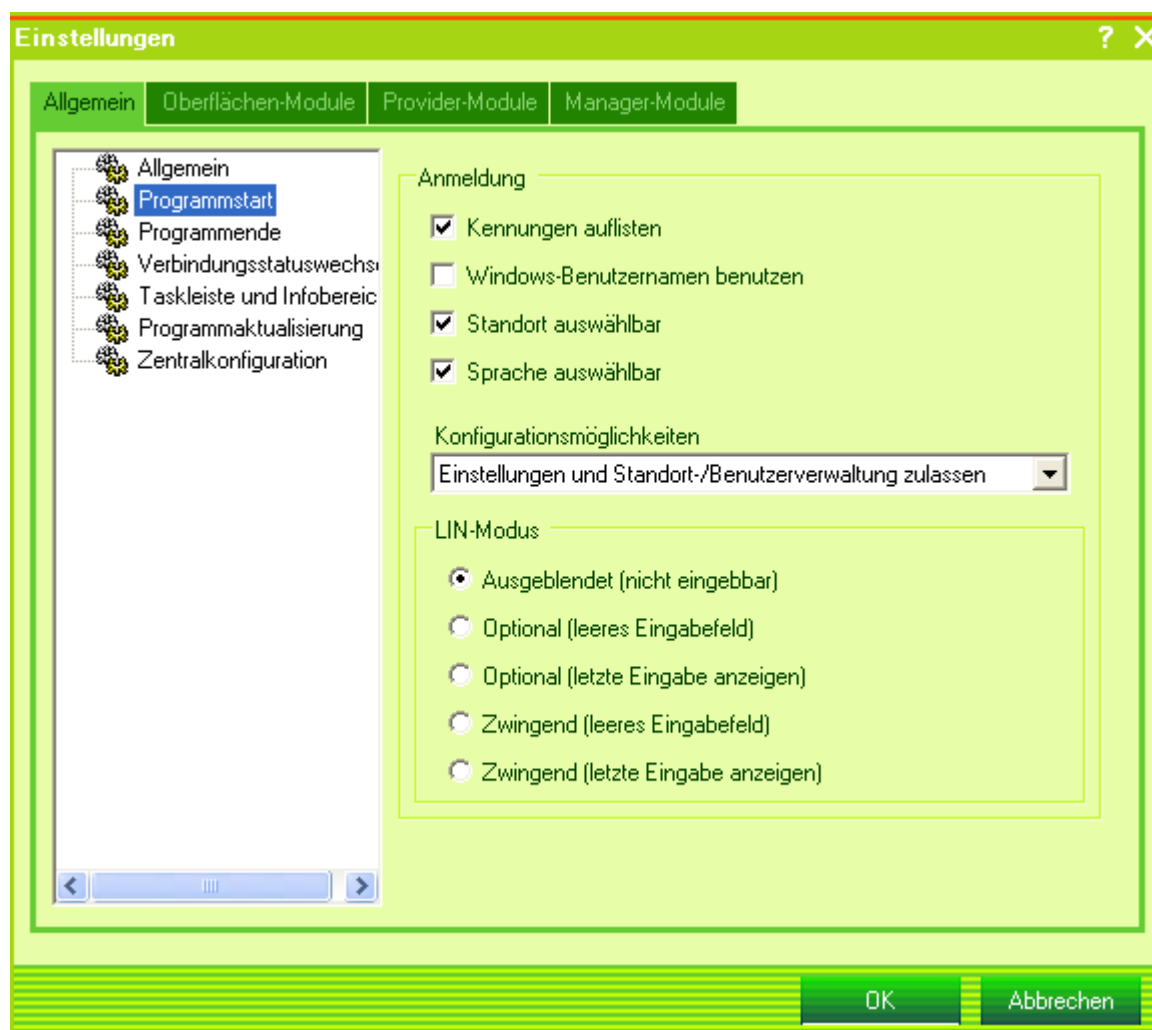 Einstellungen
?
Allgemein
Oberflächen-Module
Provider-Module
Manager-Module
Allgemein
Programmstart
Programmende
Verbindungsstatuswechs
Taskleiste und Infobereic
Programmaktualisierung
Zentralkonfiguration
Anmeldung
Kennungen auflisten
Windows-Benutzernamen benutzen
Standort auswählbar
Sprache auswählbar
Konfigurationsmöglichkeiten
Einstellungen und Standort-/Benutzerverwaltung zulassen
LIN-Modus
Ausgeblendet (nicht eingebbar)
Optional (leeres Eingabefeld)
Optional (letzte Eingabe anzeigen)
Zwingend (leeres Eingabefeld)
Zwingend (letzte Eingabe anzeigen)
OK
Abbrechen